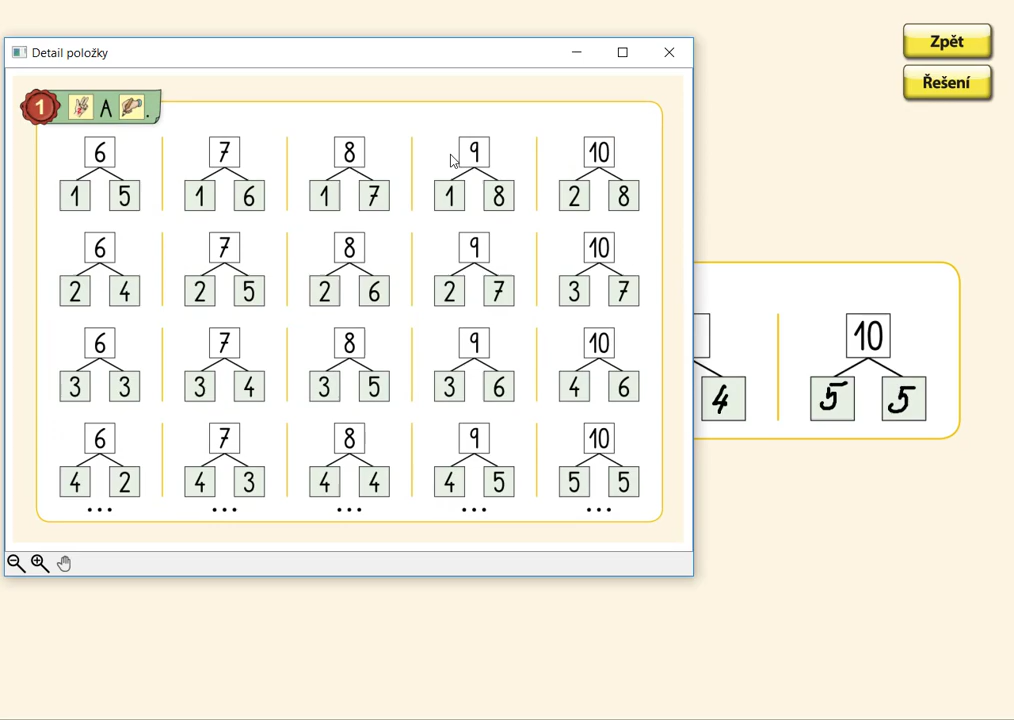 Zpět
Detail položky
Řešení
1 A .
6 7 8 9 10
1 5 1 6 1 7 1 8 2 8
6 7 8 9 10
2 4 2 5 2 6 2 7 3 7
6 7 8 9 10
3 3 3 4 3 5 3 6 4 6
6 7 8 9 10
4 2 4 3 4 4 4 5 5 5
... ... ... ... ...
10
4 5 5